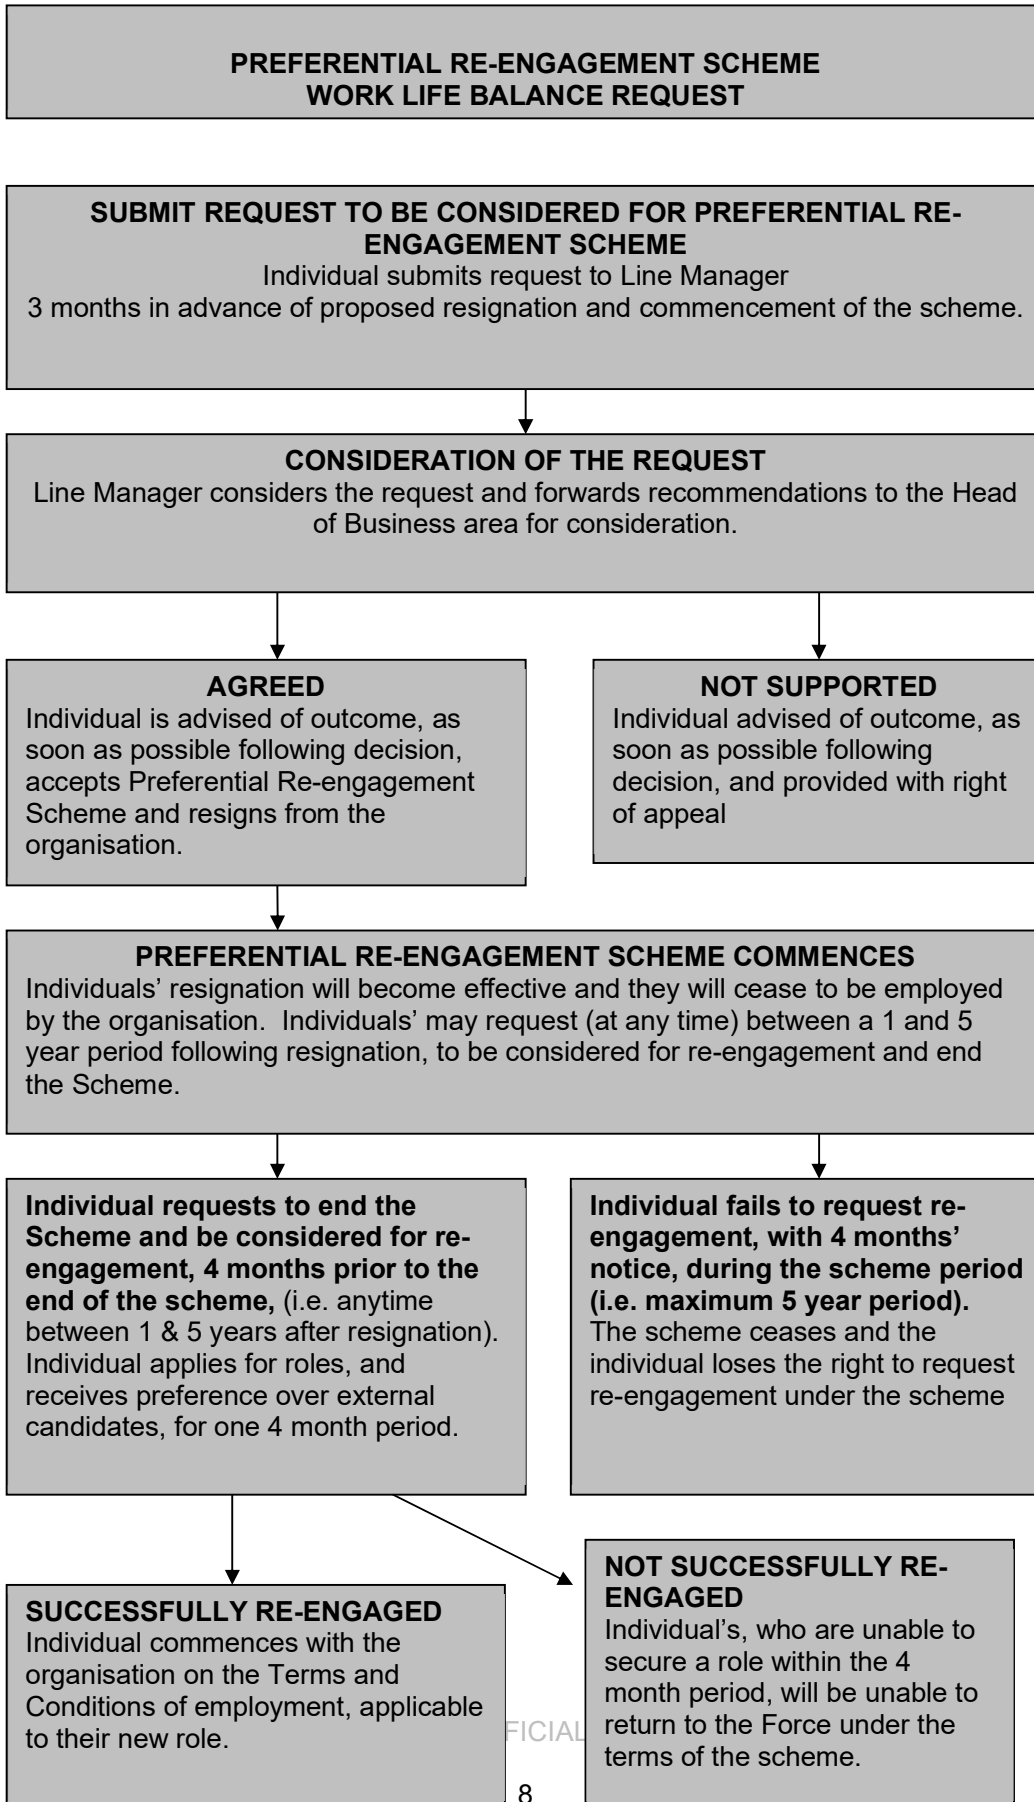 PREFERENTIAL RE-ENGAGEMENT SCHEME
WORK LIFE BALANCE REQUEST
SUBMIT REQUEST TO BE CONSIDERED FOR PREFERENTIAL RE-
ENGAGEMENT SCHEME
Individual submits request to Line Manager
3 months in advance of proposed resignation and commencement of the scheme.
CONSIDERATION OF THE REQUEST
Line Manager considers the request and forwards recommendations to the Head
of Business area for consideration.
AGREED
Individual is advised of outcome, as
soon as possible following decision,
accepts Preferential Re-engagement
Scheme and resigns from the
organisation.
NOT SUPPORTED
Individual advised of outcome, as
soon as possible following
decision, and provided with right
of appeal
PREFERENTIAL RE-ENGAGEMENT SCHEME COMMENCES
Individuals’ resignation will become effective and they will cease to be employed
by the organisation.  Individuals’ may request (at any time) between a 1 and 5
year period following resignation, to be considered for re-engagement and end
the Scheme.
Individual requests to end the
Scheme and be considered for re-
engagement, 4 months prior to the
end of the scheme, (i.e. anytime
between 1 & 5 years after resignation).
Individual applies for roles, and
receives preference over external
candidates, for one 4 month period.
Individual fails to request re-
engagement, with 4 months’
notice, during the scheme period
(i.e. maximum 5 year period).
The scheme ceases and the
individual loses the right to request
re-engagement under the scheme
SUCCESSFULLY RE-ENGAGED
Individual commences with the
organisation on the Terms and
Conditions of employment, applicable
to their new role.
NOT SUCCESSFULLY RE-
ENGAGED
Individual’s, who are unable to
secure a role within the 4
month period, will be unable to
return to the Force under the
terms of the scheme.
FICIAL
8